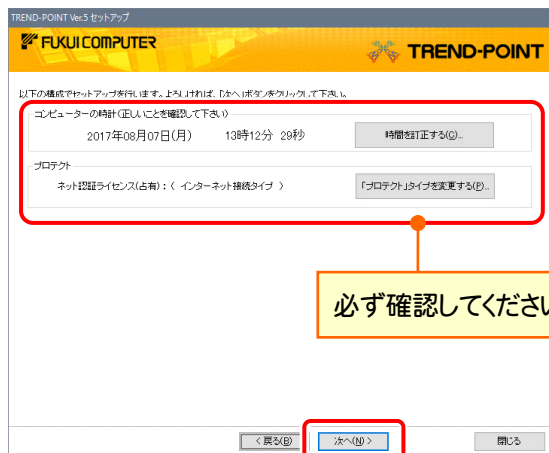 TREND-POINT Ver.5 セットアップ
FUKUI COMPUTER
TREND-POINT
以下の構成でセットアップを行います。よろしければ、「次へ」ボタンをクリックして下さい。
コンピューターの時計(正しいことを確認して下さい)
2017年08月07日(月) 13時12分 29秒
時間を訂正する(C)...
プロテクト
ネット認証ライセンス(占有) : ( インターネット接続タイプ )
「プロテクト」タイプを変更する(P)...
必ず確認してくださ
< 戻る(B)
次へ(N) >
閉じる